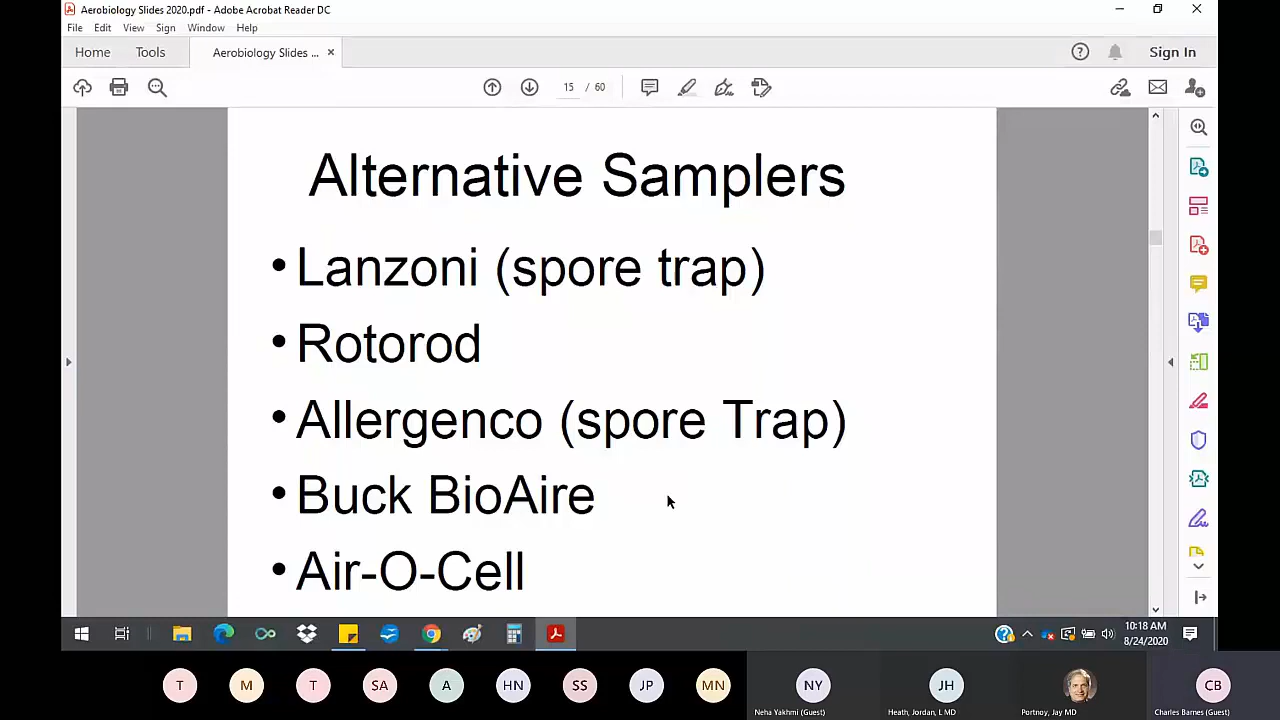 Aerobiology Slides 2020.pdf - Adobe Acrobat Reader DC
File Edit View Sign Window Help
Home Tools Aerobiology Slides ... × Sign In
15 / 60
Alternative Samplers
• Lanzoni (spore trap)
• Rotorod
• Allergenco (spore Trap)
• Buck BioAire
• Air-O-Cell
10:18 AM
8/24/2020
T M T SA A HN SS JP MN NY JH CB
Neha Yakhmi (Guest) Heath, Jordan, L MD Portnoy, Jay MD Charles Barnes (Guest)